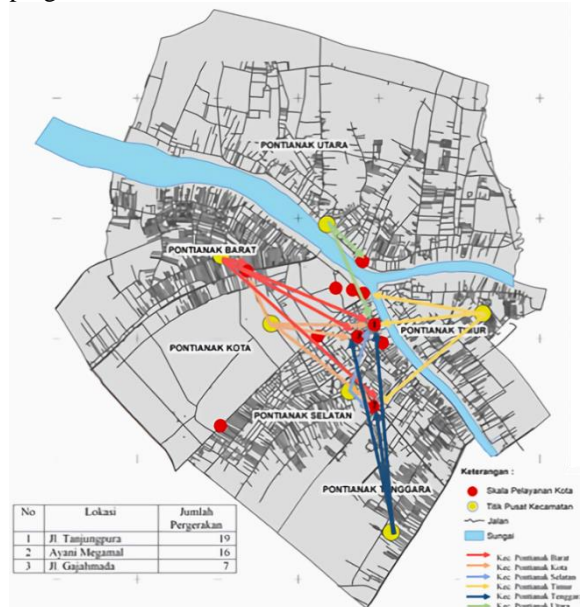 PONTIANAK UTARA
PONTIANAK BARAT
PONTIANAK TIMUR
PONTIANAK KOTA
PONTIANAK SELATAN
PONTIANAK TENGGARA
Keterangan :
Skala Pelayanan Kota
Titik Pusat Kecamatan
Jalan
Sungai
Kec. Pontianak Barat
Kec. Pontianak Kota
Kec. Pontianak Selatan
Kec. Pontianak Timur
Kec. Pontianak Tenggar
No Lokasi Jumlah Pergerakan
1 Jl. Tanjungpura 19
2 Ayani Megamal 16
3 Jl. Gajahmada 7